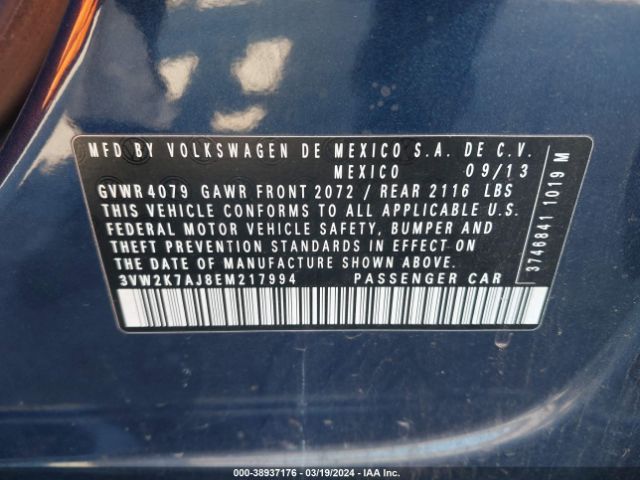 MFD BY VOLKSWAGEN DE MEXICO S.A. DE C.V.
MEXICO 09/13
GVWR 4079 GAWR FRONT 2072 / REAR 2116 LBS
THIS VEHICLE CONFORMS TO ALL APPLICABLE U.S.
FEDERAL MOTOR VEHICLE SAFETY, BUMPER AND
THEFT PREVENTION STANDARDS IN EFFECT ON
THE DATE OF MANUFACTURE SHOWN ABOVE.
3VW2K7AJ8EM217994 PASSENGER CAR
3746841 1019 M
000-38937176 - 03/19/2024 - IAA Inc.